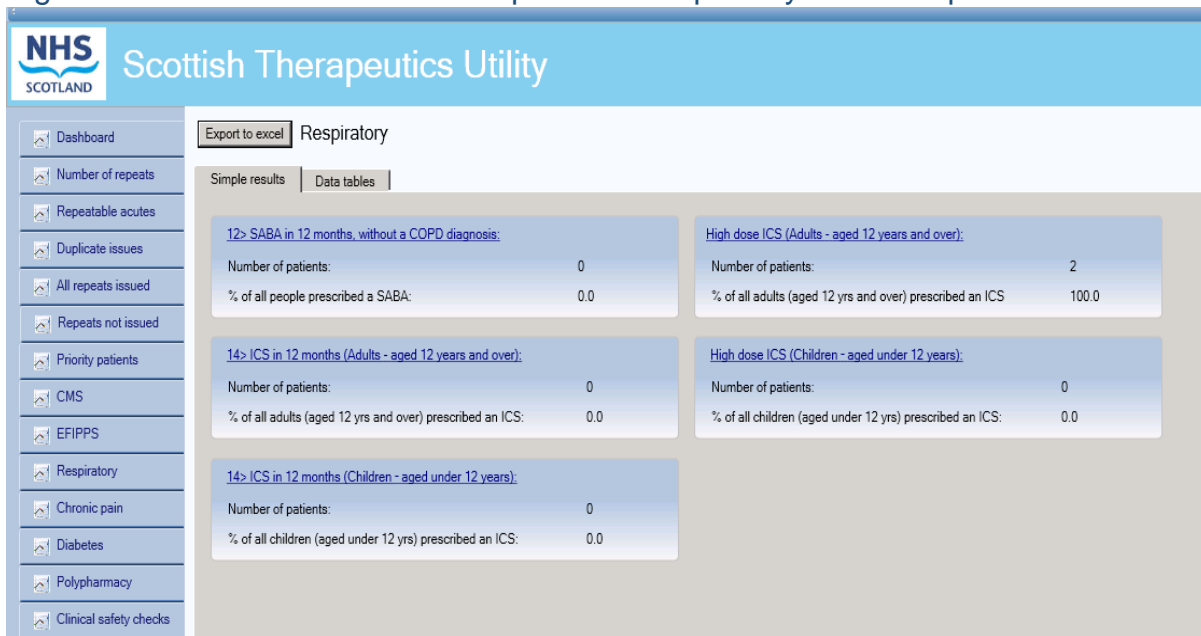 NHS
SCOTLAND
Scottish Therapeutics Utility
Dashboard
Number of repeats
Repeatable acutes
Duplicate issues
All repeats issued
Repeats not issued
Priority patients
CMS
EFIPPS
Respiratory
Chronic pain
Diabetes
Polypharmacy
Clinical safety checks
Export to excel Respiratory
Simple results Data tables
12> SABA in 12 months, without a COPD diagnosis:
Number of patients: 0
% of all people prescribed a SABA: 0.0
High dose ICS (Adults - aged 12 years and over):
Number of patients: 2
% of all adults (aged 12 yrs and over) prescribed an ICS 100.0
14> ICS in 12 months (Adults - aged 12 years and over):
Number of patients: 0
% of all adults (aged 12 yrs and over) prescribed an ICS: 0.0
High dose ICS (Children - aged under 12 years):
Number of patients: 0
% of all children (aged under 12 yrs) prescribed an ICS: 0.0
14> ICS in 12 months (Children - aged under 12 years):
Number of patients: 0
% of all children (aged under 12 yrs) prescribed an ICS: 0.0